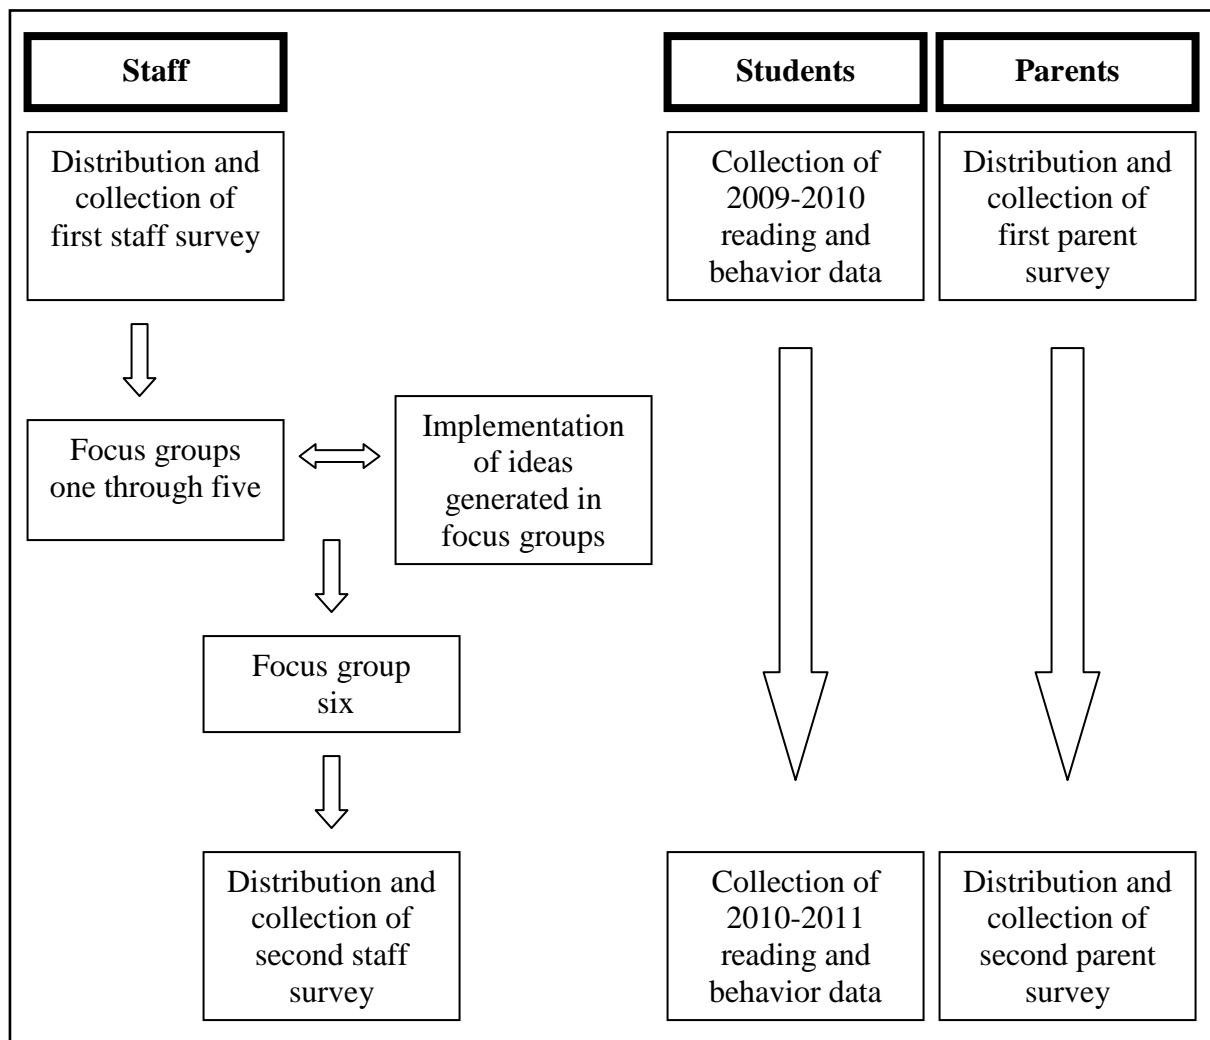 Staff
Students
Parents
Distribution and
collection of
first staff survey
Collection of
2009-2010
reading and
behavior data
Distribution and
collection of
first parent
survey
Focus groups
one through five
Implementation
of ideas
generated in
focus groups
Focus group
six
Distribution and
collection of
second staff
survey
Collection of
2010-2011
reading and
behavior data
Distribution and
collection of
second parent
survey